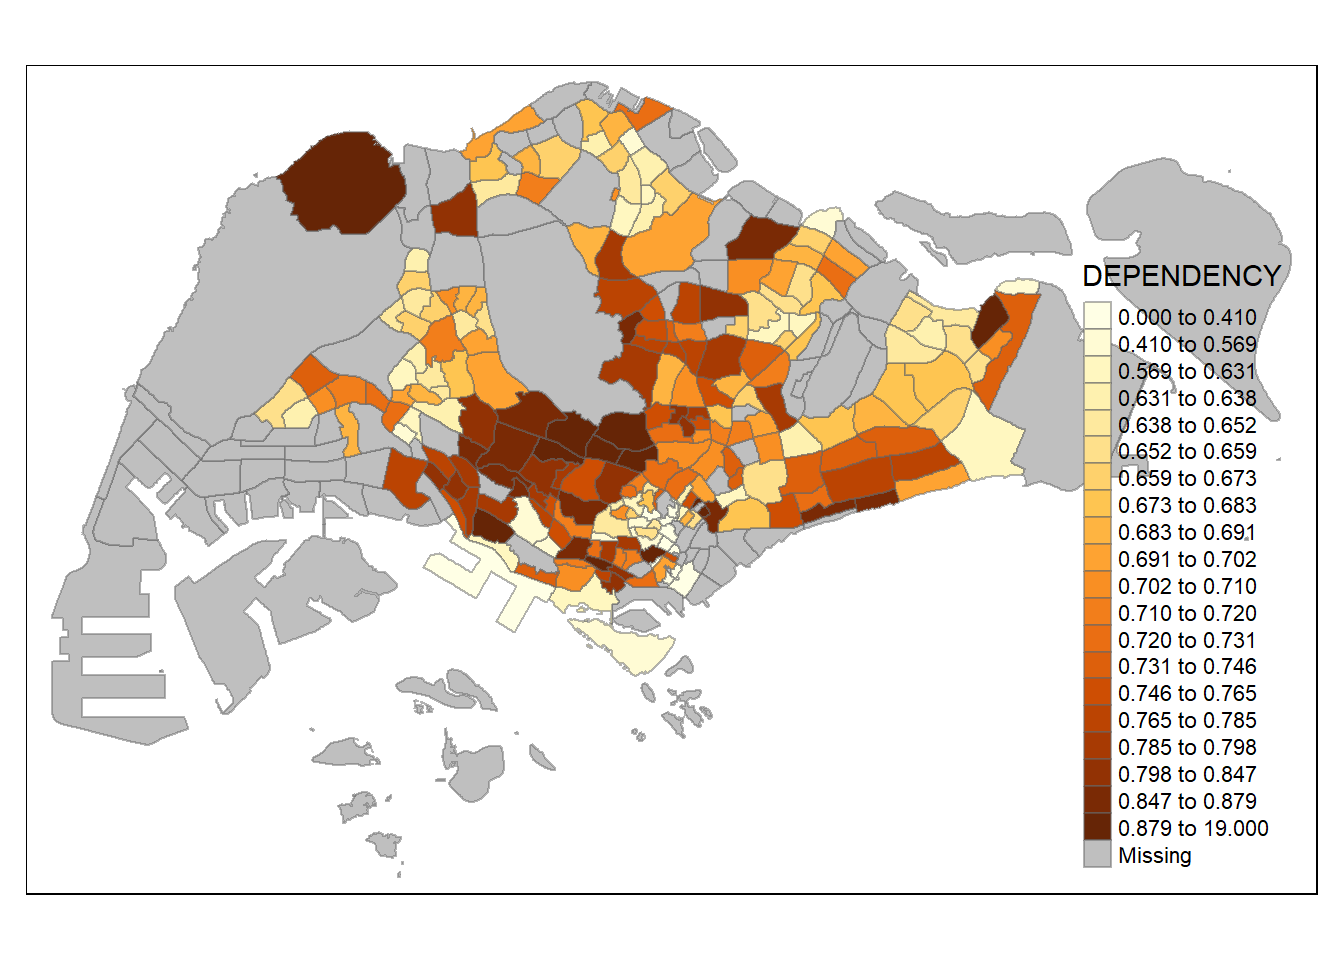 DEPENDENCY
0.000 to 0.410
0.410 to 0.569
0.569 to 0.631
0.631 to 0.638
0.638 to 0.652
0.652 to 0.659
0.659 to 0.673
0.673 to 0.683
0.683 to 0.691
0.691 to 0.702
0.702 to 0.710
0.710 to 0.720
0.720 to 0.731
0.731 to 0.746
0.746 to 0.765
0.765 to 0.785
0.785 to 0.798
0.798 to 0.847
0.847 to 0.879
0.879 to 19.000
Missing